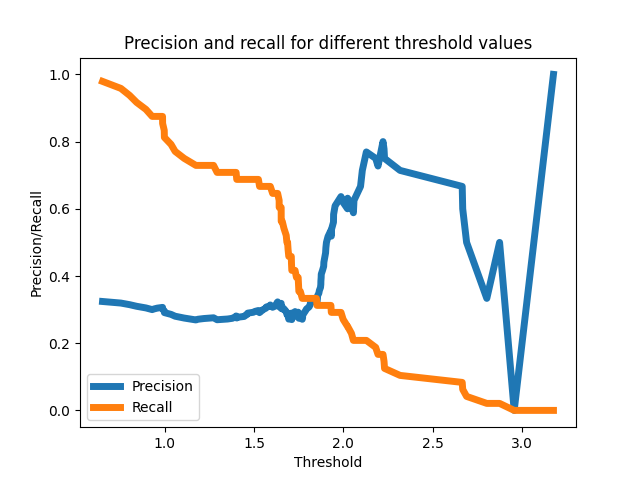 Precision and recall for different threshold values
1.0
0.8
0.6
0.4
0.2
0.0
Precision/Recall
Precision
Recall
1.0 1.5 2.0 2.5 3.0
Threshold